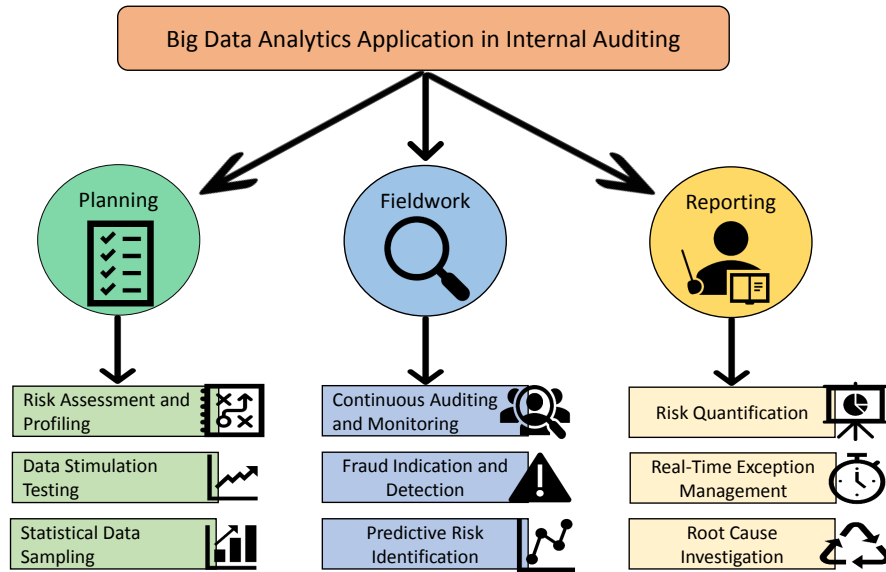 Big Data Analytics Application in Internal Auditing
Planning
Fieldwork
Reporting
Risk Assessment and
Profiling
Data Stimulation
Testing
Statistical Data
Sampling
Continuous Auditing
and Monitoring
Fraud Indication and
Detection
Predictive Risk
Identification
Risk Quantification
Real-Time Exception
Management
Root Cause
Investigation